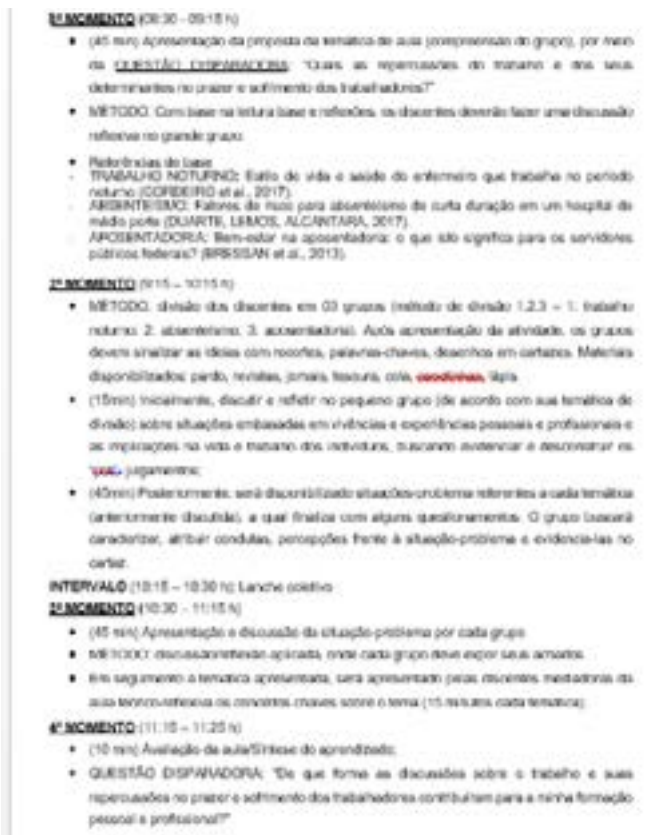 1º MOMENTO (08:30 - 09:15 h)
(45 min) Apresentação da proposta da temática de aula (compreensão do grupo), por meio
da QUESTÃO DISPARADORA: "Quais as repercussões do trabalho e dos seus
determinantes no prazer e sofrimento dos trabalhadores?"
MÉTODO: Com base na leitura base e reflexões, os discentes deverão fazer uma discussão
reflexiva no grande grupo.
Referências de base
- TRABALHO NOTURNO: Estilo de vida e saúde do enfermeiro que trabalha no período
noturno (CORDEIRO et al., 2017).
- ABSENTEÍSMO: Fatores de risco para absenteísmo de curta duração em um hospital de
médio porte (DUARTE, LEMOS, ALCANTARA, 2017).
- APOSENTADORIA: Bem-estar na aposentadoria: o que isto significa para os servidores
públicos federais? (BRESSAN et al., 2013).
2º MOMENTO (9:15 – 10:15 h)
MÉTODO: divisão dos discentes em 03 grupos (método de divisão 1,2,3 – 1. trabalho
noturno; 2. absenteísmo; 3. aposentadoria). Após apresentação da atividade, os grupos
devem sinalizar as ideias com recortes, palavras-chaves, desenhos em cartazes. Materiais
disponibilizados: pardo, revistas, jornais, tesoura, cola, lápis.
(15min) Inicialmente, discutir e refletir no pequeno grupo (de acordo com sua temática de
divisão) sobre situações embasadas em vivências e experiências pessoais e profissionais e
as implicações na vida e trabalho dos indivíduos, buscando evidenciar e desconstruir os
julgamentos;
(45min) Posteriormente, será disponibilizado situações-problema referentes a cada temática
(anteriormente discutida), a qual finaliza com alguns questionamentos. O grupo buscará
caracterizar, atribuir condutas, percepções frente à situação-problema e evidencia-las no
cartaz.
INTERVALO (10:15 – 10:30 h): Lanche coletivo
3º MOMENTO (10:30 - 11:15 h)
(45 min) Apresentação e discussão da situação-problema por cada grupo
MÉTODO: discussão/reflexão aplicada, onde cada grupo deve expor seus achados.
Em seguimento a temática apresentada, será apresentado pelas discentes mediadoras da
aula teórico-reflexiva os conceitos chaves sobre o tema (15 minutos cada temática);
4º MOMENTO (11:15 – 11:25 h)
(10 min) Avaliação da aula/Síntese do aprendizado;
QUESTÃO DISPARADORA: "De que forma as discussões sobre o trabalho e suas
repercussões no prazer e sofrimento dos trabalhadores contribuíram para a minha formação
pessoal e profissional?"